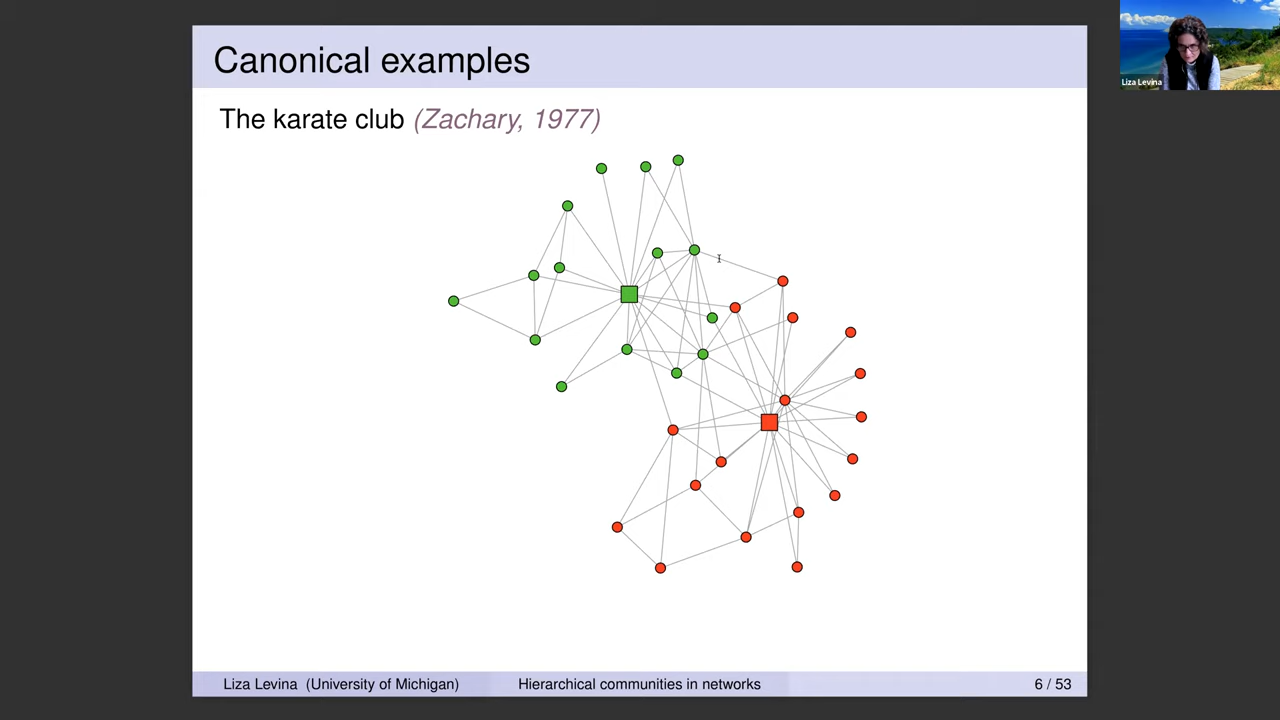 Canonical examples
Liza Levina
The karate club (Zachary, 1977)
Liza Levina (University of Michigan)
Hierarchical communities in networks
6 / 53